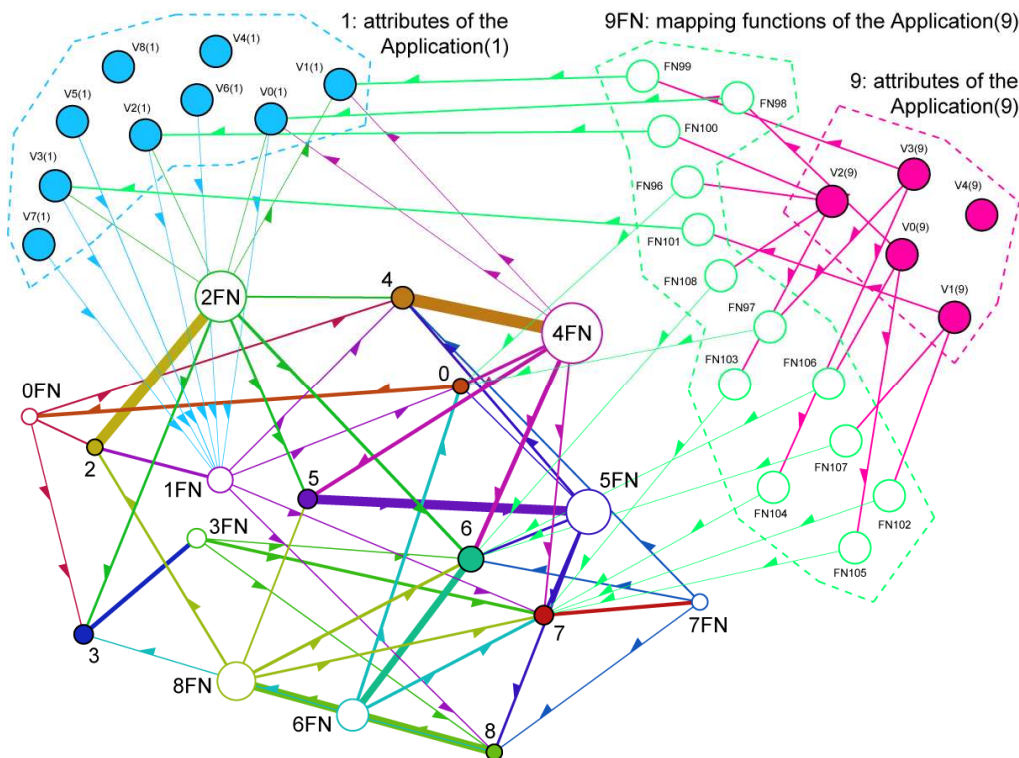 1: attributes of the
Application(1)
9FN: mapping functions of the Application(9)
9: attributes of the
Application(9)
V8(1)
V4(1)
V1(1)
V5(1)
V2(1)
V6(1)
V0(1)
V3(1)
V7(1)
FN99
FN98
FN100
FN96
FN101
FN108
FN97
FN103
FN106
FN107
FN104
FN102
FN105
V3(9)
V2(9)
V4(9)
V0(9)
V1(9)
2FN
4
4FN
0
0FN
2
1FN
5
5FN
3FN
6
7
7FN
3
8FN
6FN
8